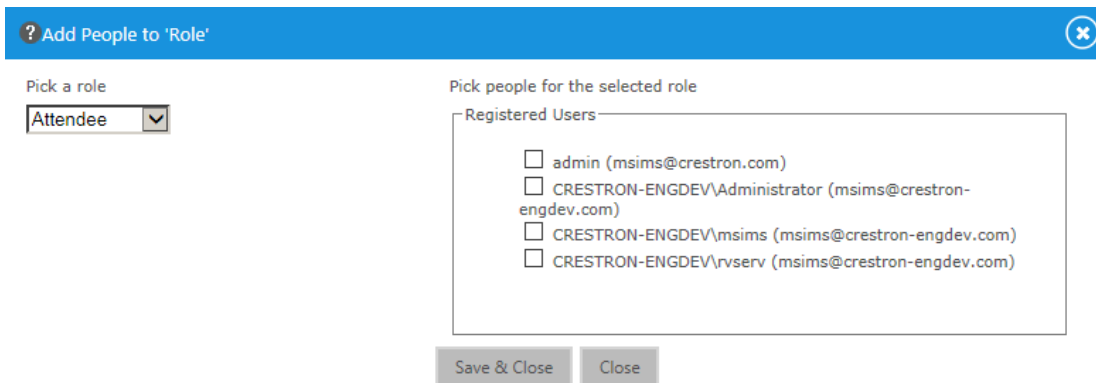 ?Add People to 'Role'
Pick a role
Attendee
Pick people for the selected role
Registered Users
admin (msims@crestron.com)
CRESTRON-ENGDEV\Administrator (msims@crestron-
engdev.com)
CRESTRON-ENGDEV\msims (msims@crestron-engdev.com)
CRESTRON-ENGDEV\rvserv (msims@crestron-engdev.com)
Save & Close
Close